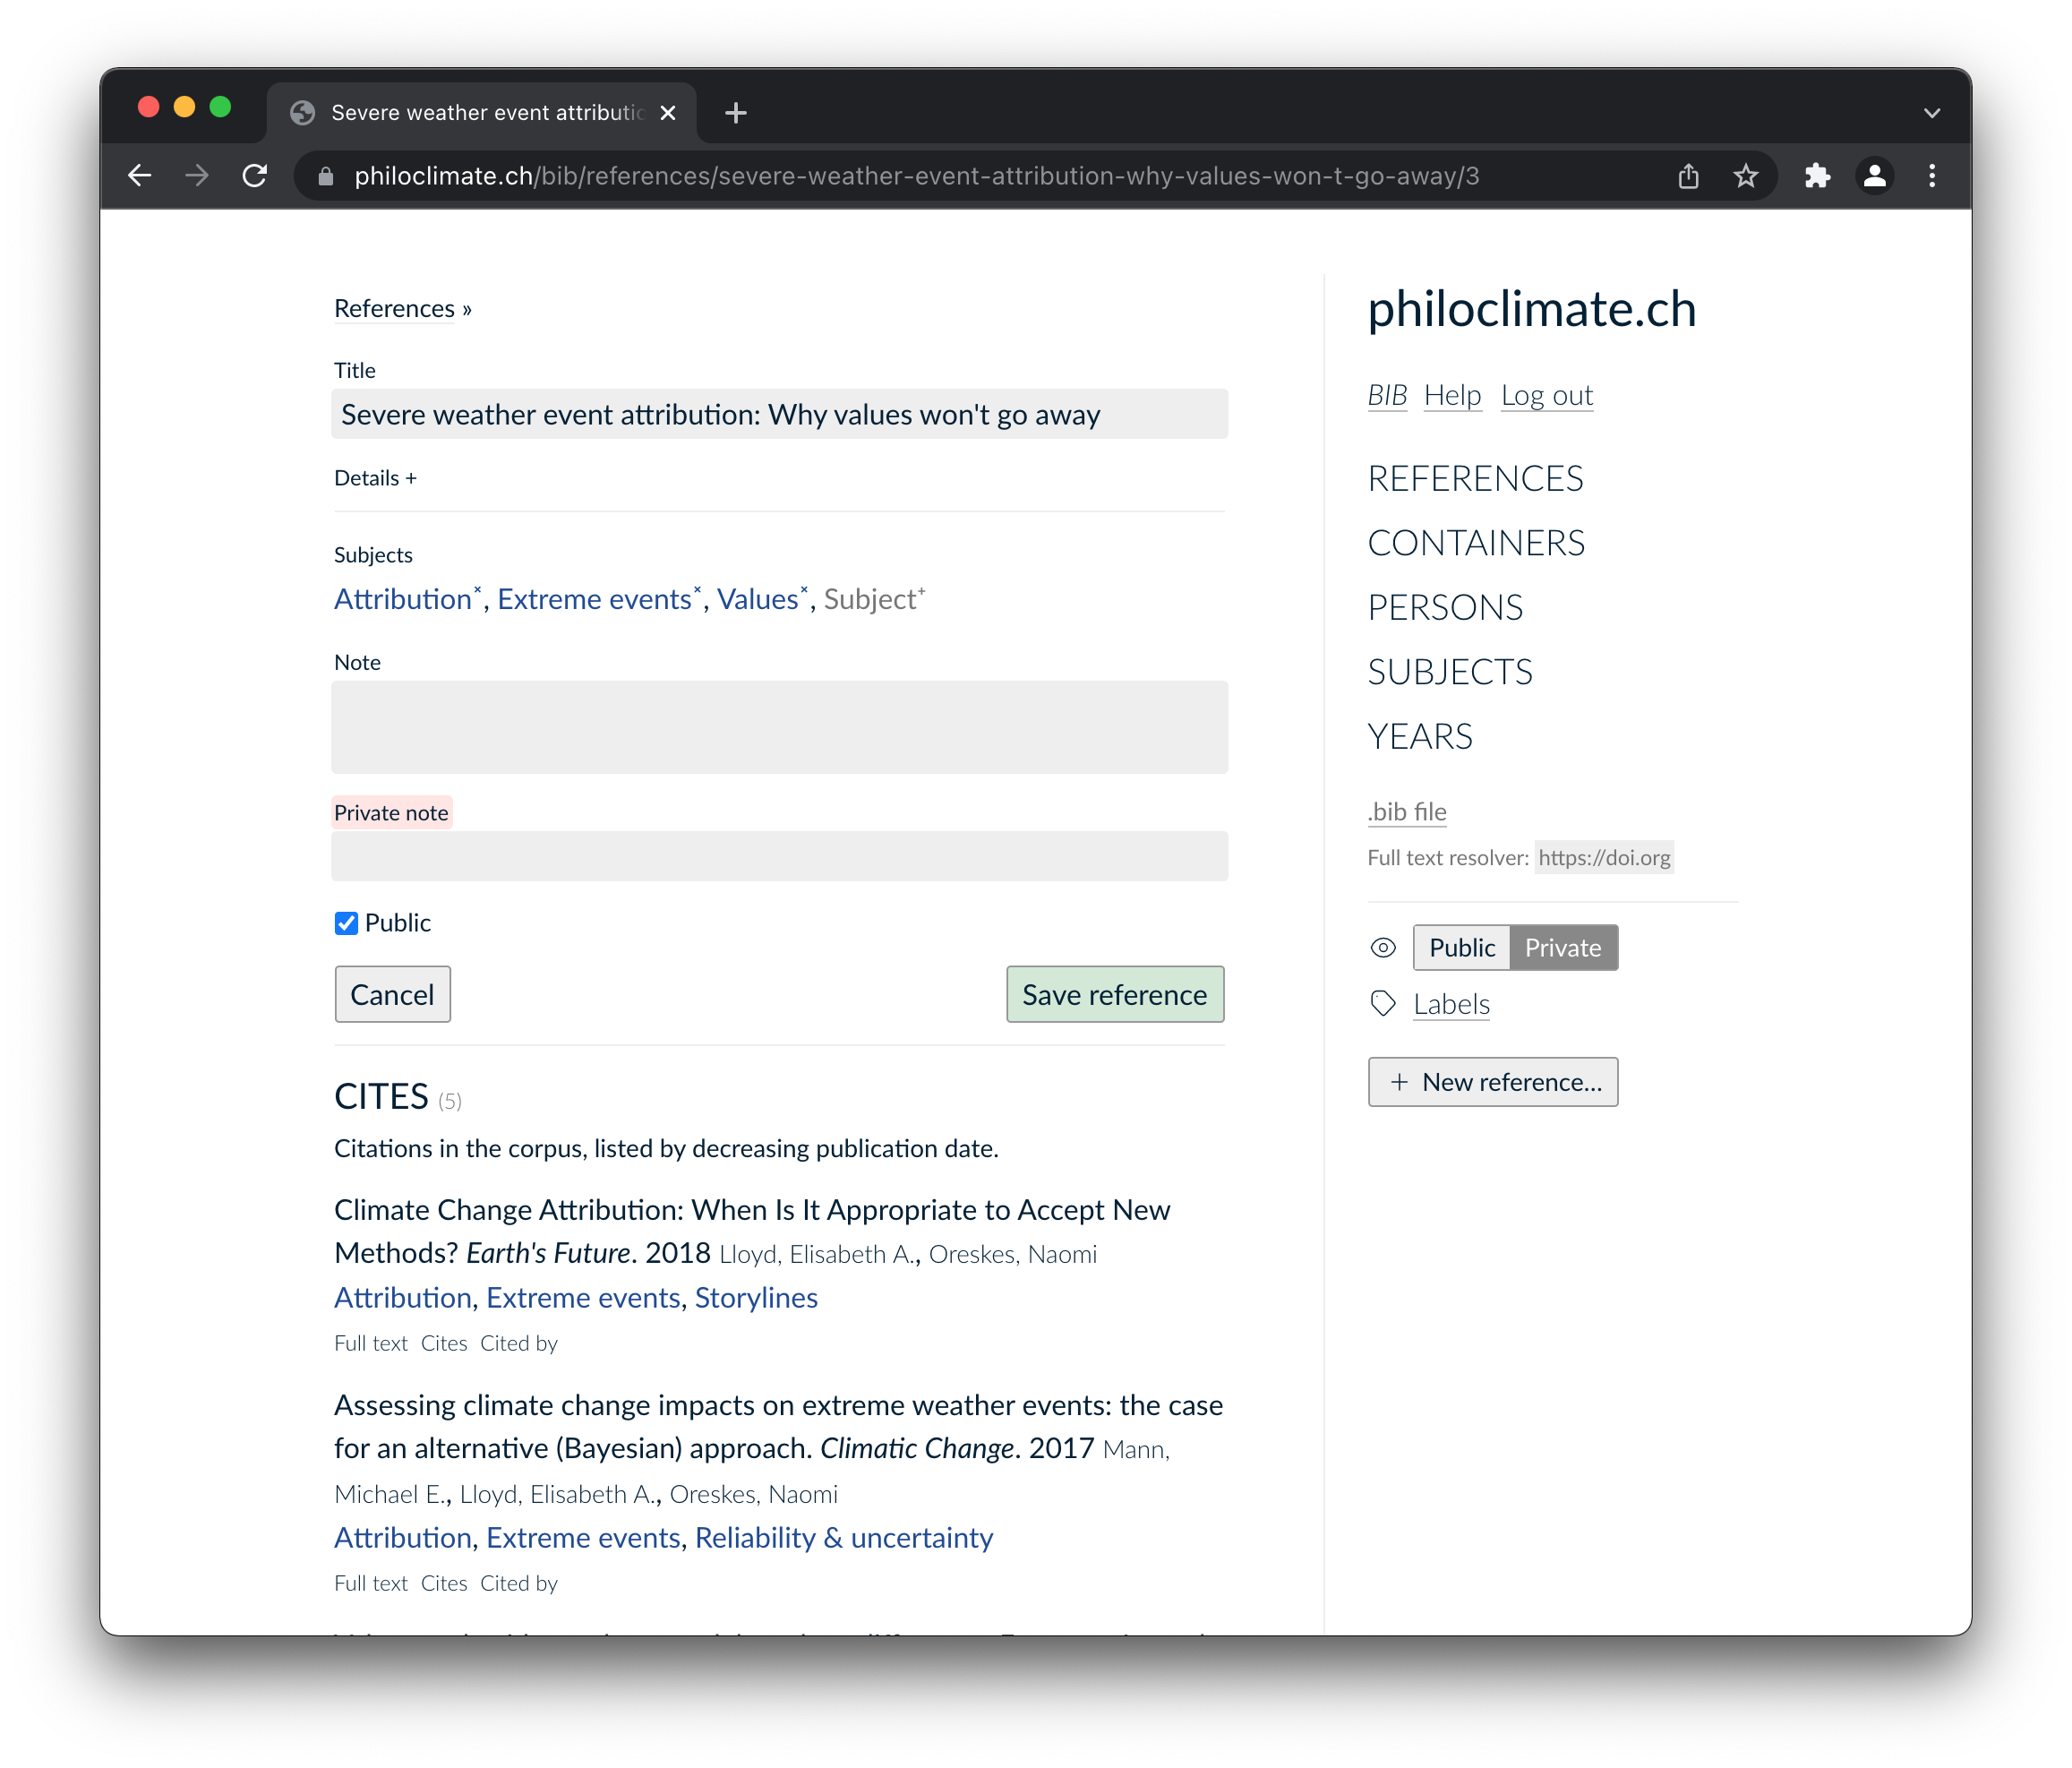 Severe weather event attributio
philoclimate.ch/bib/references/severe-weather-event-attribution-why-values-won-t-go-away/3
References »
Title
Severe weather event attribution: Why values won't go away
Details +
Subjects
Attribution×, Extreme events×, Values×, Subject+
Note
Private note
Public
Cancel
Save reference
CITES (5)
Citations in the corpus, listed by decreasing publication date.
Climate Change Attribution: When Is It Appropriate to Accept New
Methods? Earth's Future. 2018 Lloyd, Elisabeth A., Oreskes, Naomi
Attribution, Extreme events, Storylines
Full text Cites Cited by
Assessing climate change impacts on extreme weather events: the case
for an alternative (Bayesian) approach. Climatic Change. 2017 Mann,
Michael E., Lloyd, Elisabeth A., Oreskes, Naomi
Attribution, Extreme events, Reliability & uncertainty
Full text Cites Cited by
philoclimate.ch
BIB Help Log out
REFERENCES
CONTAINERS
PERSONS
SUBJECTS
YEARS
.bib file
Full text resolver: https://doi.org
Public Private
Labels
+ New reference...